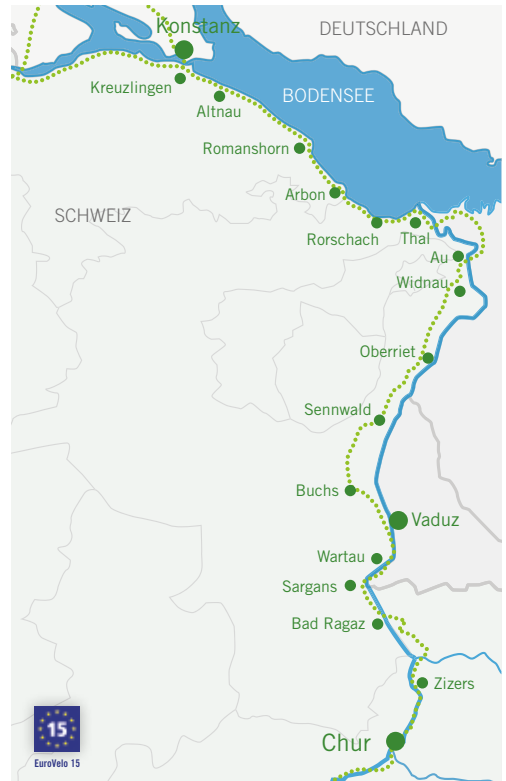 Konstanz
DEUTSCHLAND
Kreuzlingen
BODENSEE
Altnau
Romanshorn
Arbon
SCHWEIZ
Rorschach
Thal
Au
Widnau
Oberriet
Sennwald
Buchs
Vaduz
Wartau
Sargans
Bad Ragaz
Zizers
15
Chur
EuroVelo 15